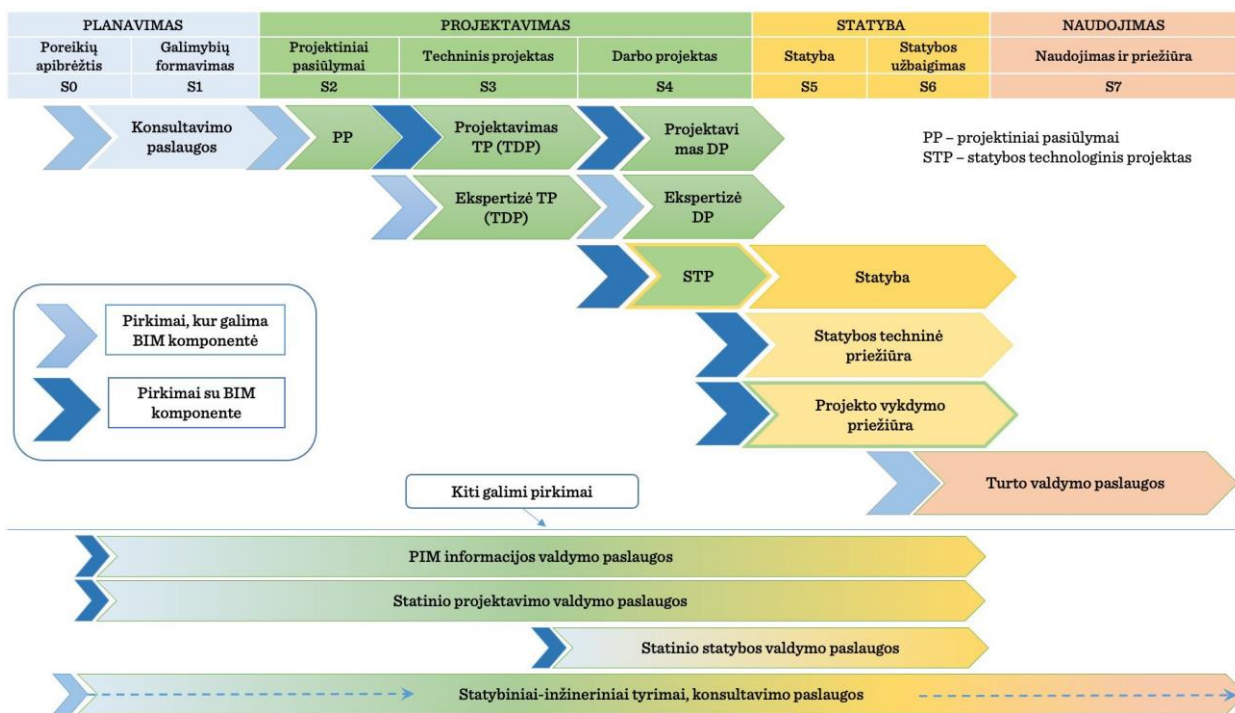 PLANAVIMAS
PROJEKTAVIMAS
STATYBA
NAUDOJIMAS
Poreikių
apibrėžtis
Galimybių
formavimas
Projektiniai
pasiūlymai
Techninis projektas
Darbo projektas
Statyba
Statybos
užbaigimas
Naudojimas ir priežiūra
S0
S1
S2
S3
S4
S5
S6
S7
Konsultavimo
paslaugos
PP
Projektavimas
TP (TDP)
Projektavi
mas DP
PP – projektiniai pasiūlymai
STP – statybos technologinis projektas
Ekspertizė TP
(TDP)
Ekspertizė
DP
STP
Statyba
Pirkimai, kur galima
BIM komponentė
Pirkimai su BIM
komponente
Statybos techninė
priežiūra
Projekto vykdymo
priežiūra
Turto valdymo paslaugos
Kiti galimi pirkimai
PIM informacijos valdymo paslaugos
Statinio projektavimo valdymo paslaugos
Statinio statybos valdymo paslaugos
Statybiniai-inžineriniai tyrimai, konsultavimo paslaugos